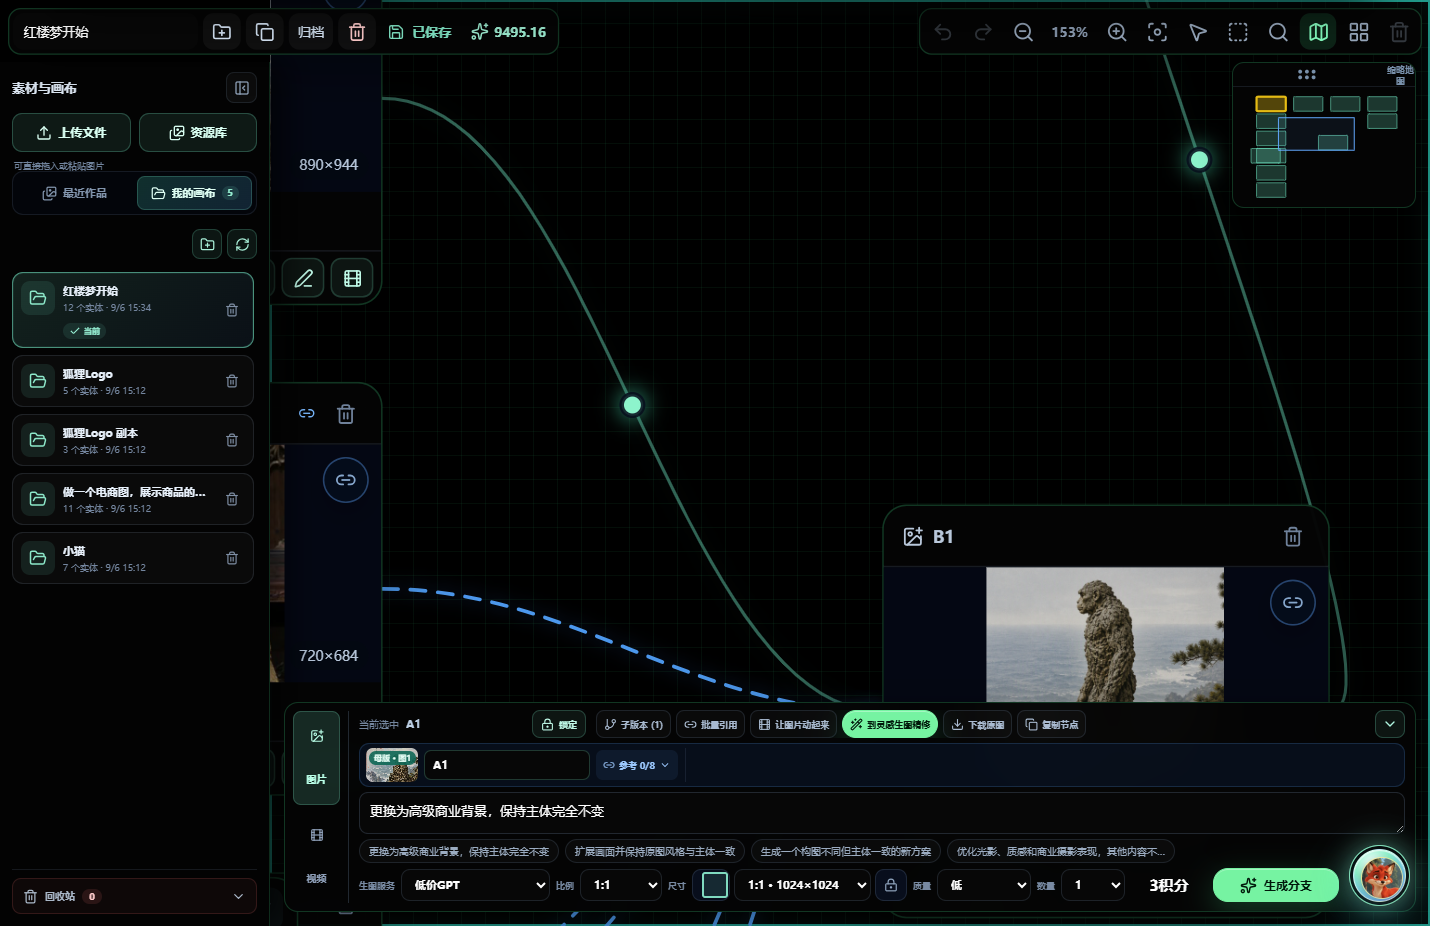 红楼梦开始
归档
已保存
9495.16
153%
素材与画布
上传文件
资源库
可直接拖入或粘贴图片
最近作品
我的画布 5
红楼梦开始
12 个实体 · 9/6 15:34
当前
狐狸Logo
5 个实体 · 9/6 15:12
狐狸Logo 副本
3 个实体 · 9/6 15:12
做一个电商图，展示商品的...
11 个实体 · 9/6 15:12
小猫
7 个实体 · 9/6 15:12
回收站 0
缩略地
图
890×944
720×684
B1
图片
视频
当前选中 A1
锁定
子版本 (1)
批量引用
让图片动起来
到灵感生图精修
下载原图
复制节点
母版 • 图1
A1
参考 0/8
更换为高级商业背景，保持主体完全不变
更换为高级商业背景，保持主体完全不变
扩展画面并保持原图风格与主体一致
生成一个构图不同但主体一致的新方案
优化光影、质感和商业摄影表现，其他内容不...
生图服务 低价GPT
比例 1:1
尺寸 1:1 • 1024×1024
质量 低
数量 1
3积分
生成分支